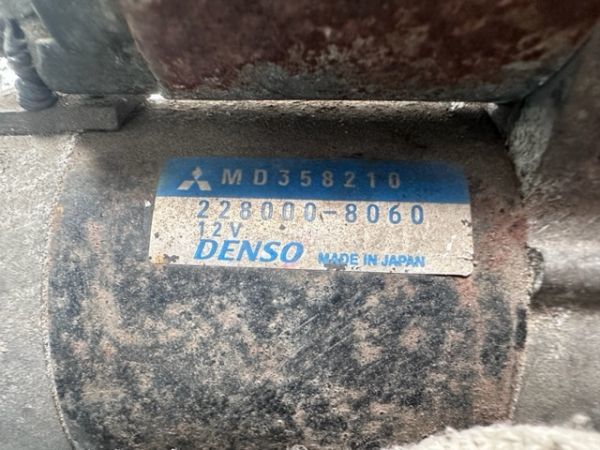 MD358210
228000-8060
12V
DENSO MADE IN JAPAN